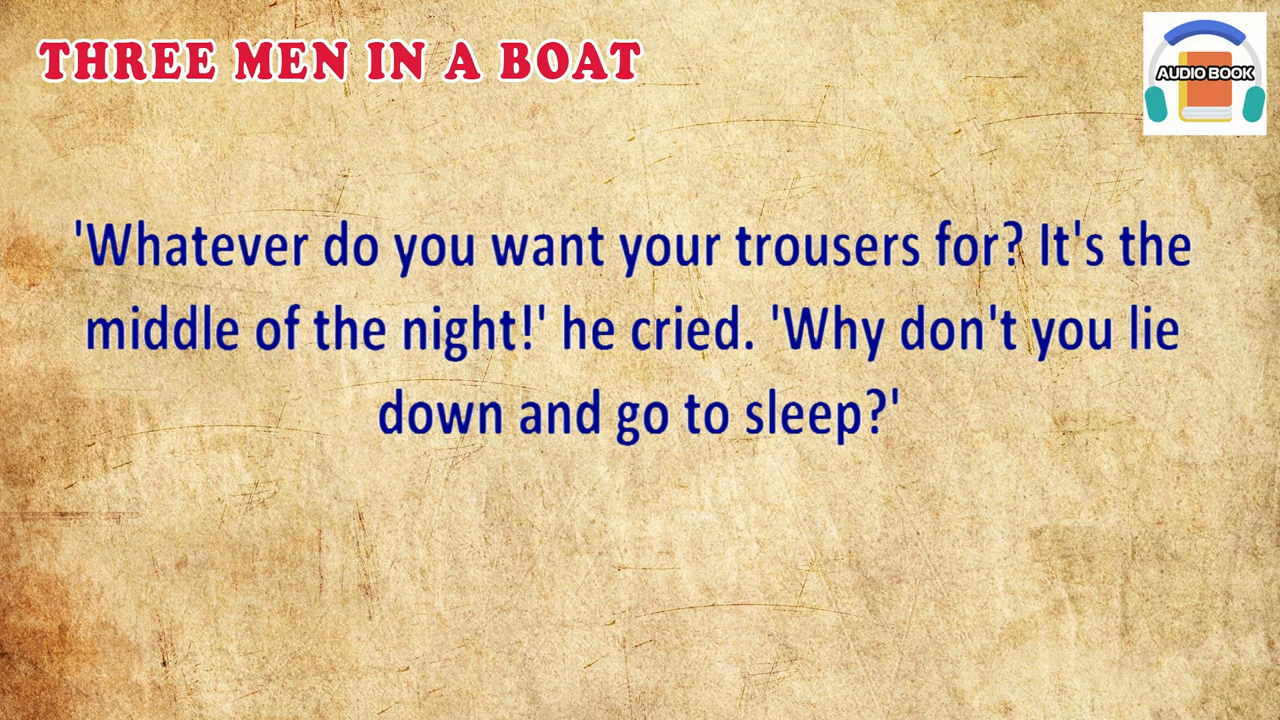 THREE MEN IN A BOAT
AUDIO BOOK
'Whatever do you want your trousers for? It's the
middle of the night!' he cried. 'Why don't you lie
down and go to sleep?'